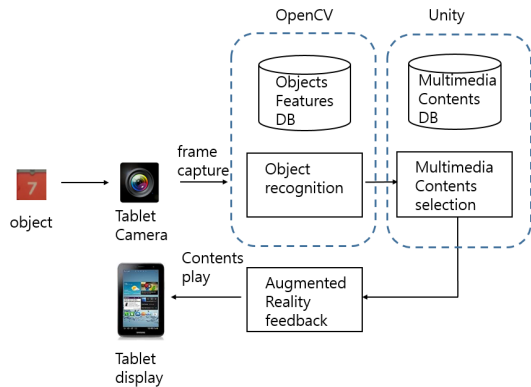 OpenCV
Unity
Objects
Features
DB
Multimedia
Contents
DB
frame
capture
Object
recognition
Multimedia
Contents
selection
7
object
Tablet
Camera
Contents
play
Augmented
Reality
feedback
Tablet
display